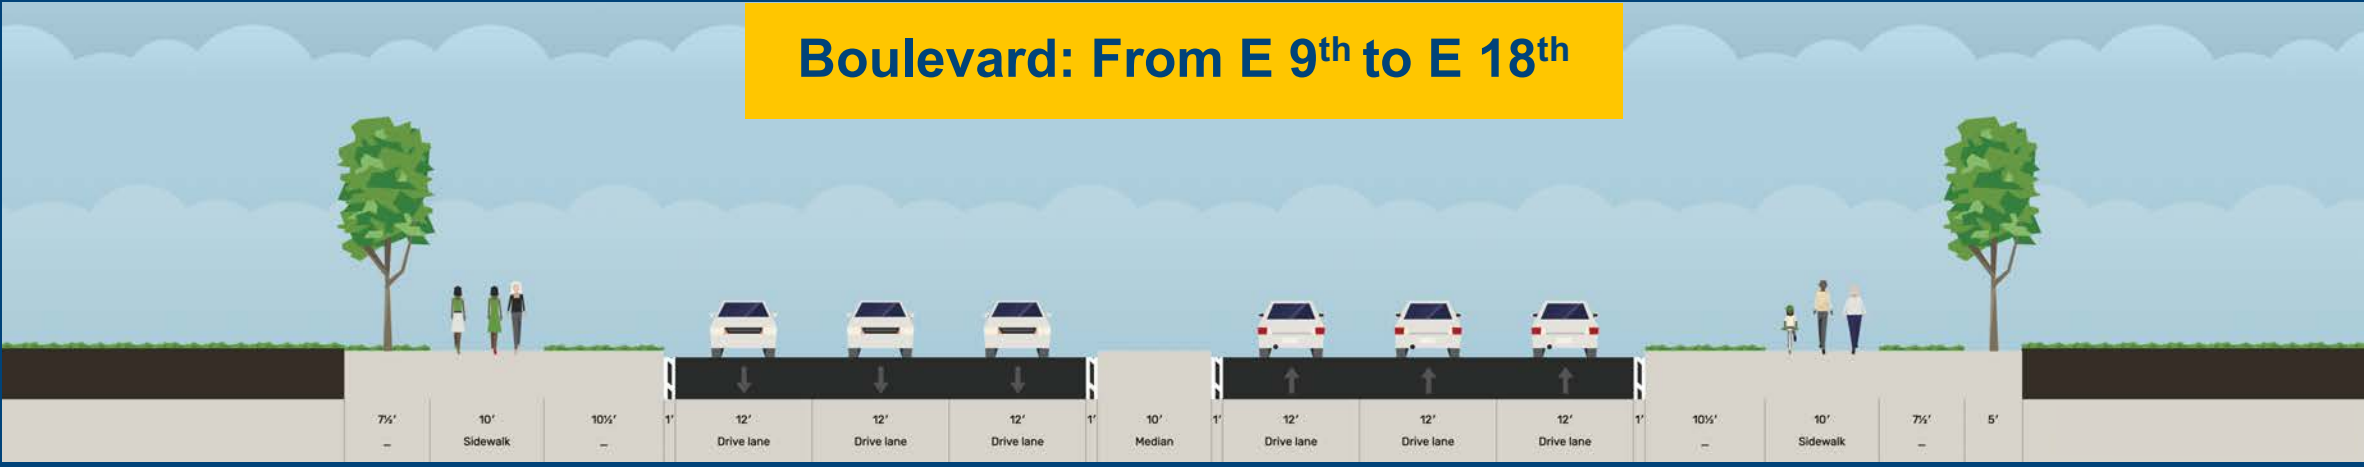 Boulevard: From E 9th to E 18th
7½' 10' 10½' 1' 12' 12' 12' 1' 10' 1' 12' 12' 12' 1' 10½' 10' 7½' 5'
– Sidewalk – Drive lane Drive lane Drive lane Median Drive lane Drive lane Drive lane – Sidewalk –